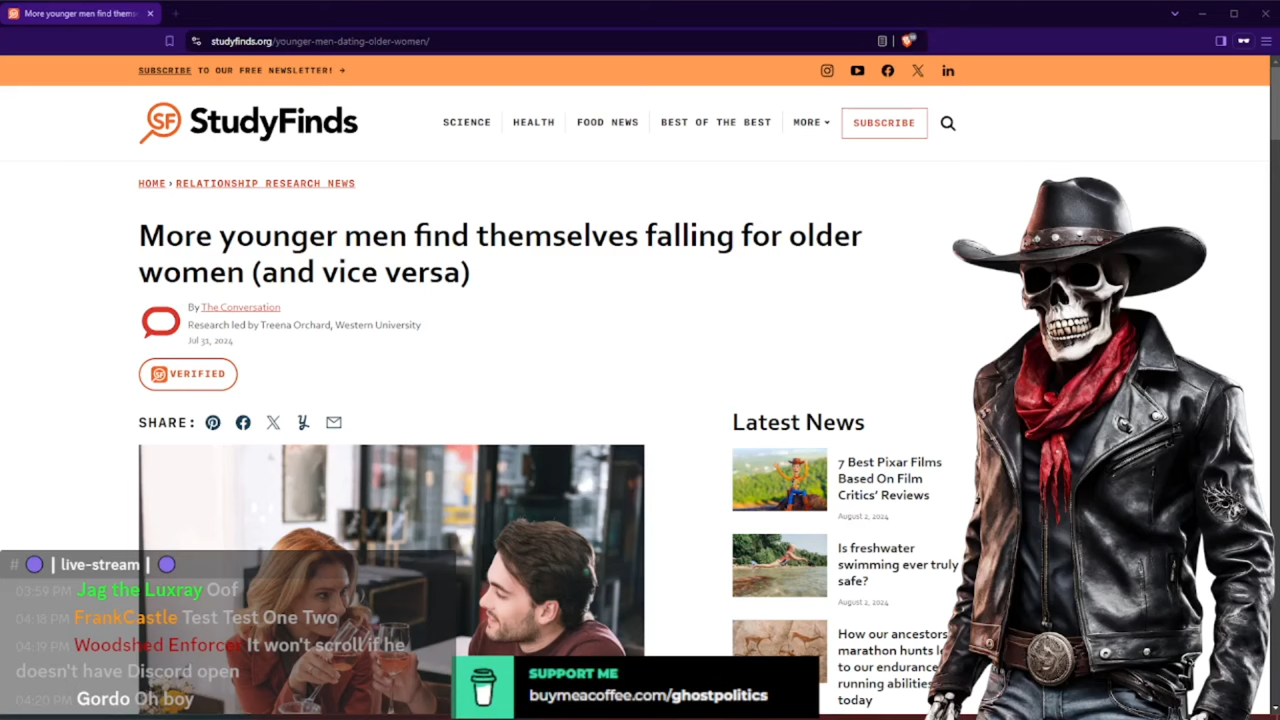 More younger men find thems
studyfinds.org/younger-men-dating-older-women/
SUBSCRIBE TO OUR FREE NEWSLETTER! →
SF StudyFinds
SCIENCE
HEALTH
FOOD NEWS
BEST OF THE BEST
MORE
SUBSCRIBE
HOME › RELATIONSHIP RESEARCH NEWS
More younger men find themselves falling for older
women (and vice versa)
By The Conversation
Research led by Treena Orchard, Western University
Jul 31, 2024
SF VERIFIED
SHARE:
Latest News
7 Best Pixar Films
Based On Film
Critics' Reviews
August 2, 2024
Is freshwater
swimming ever truly
safe?
August 2, 2024
How our ancestors
marathon hunts l
to our endurance
running abilities
today
# | live-stream |
03:59 PM Jag the Luxray Oof
04:18 PM FrankCastle Test Test One Two
04:19 PM Woodshed Enforcer It won't scroll if he
doesn't have Discord open
04:20 PM Gordo Oh boy
SUPPORT ME
buymeacoffee.com/ghostpolitics